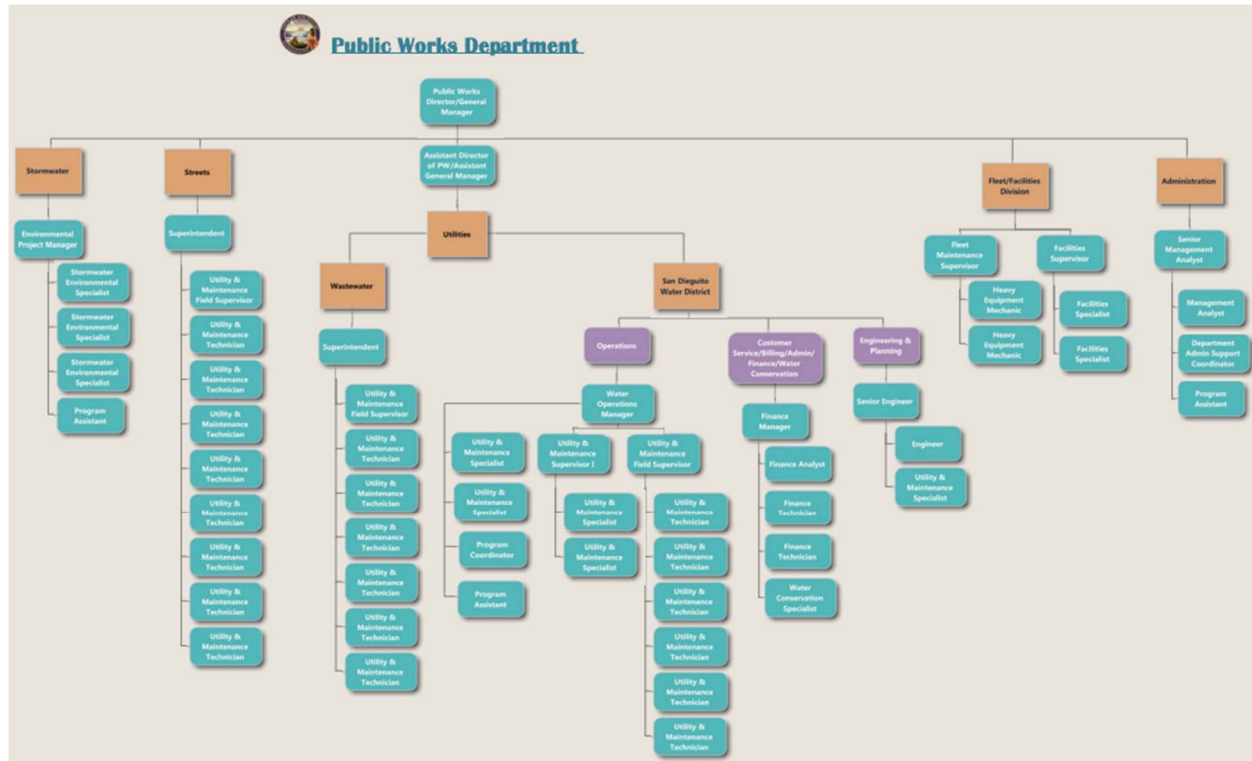 Public Works Department
Public Works
Director/General
Manager
Stormwater
Streets
Assistant Director
of PW/Assistant
General Manager
Fleet/Facilities
Division
Administration
Environmental
Project Manager
Stormwater
Environmental
Specialist
Stormwater
Environmental
Specialist
Stormwater
Environmental
Specialist
Program
Assistant
Superintendent
Utility &
Maintenance
Field Supervisor
Utility &
Maintenance
Technician
Utility &
Maintenance
Technician
Utility &
Maintenance
Technician
Utility &
Maintenance
Technician
Utility &
Maintenance
Technician
Utility &
Maintenance
Technician
Utility &
Maintenance
Technician
Utility &
Maintenance
Technician
Utilities
Wastewater
Superintendent
Utility &
Maintenance
Field Supervisor
Utility &
Maintenance
Technician
Utility &
Maintenance
Technician
Utility &
Maintenance
Technician
Utility &
Maintenance
Technician
Utility &
Maintenance
Technician
Utility &
Maintenance
Technician
San Dieguito
Water District
Operations
Water
Operations
Manager
Utility &
Maintenance
Specialist
Utility &
Maintenance
Specialist
Program
Coordinator
Program
Assistant
Utility &
Maintenance
Supervisor I
Utility &
Maintenance
Specialist
Utility &
Maintenance
Specialist
Utility &
Maintenance
Field Supervisor
Utility &
Maintenance
Technician
Utility &
Maintenance
Technician
Utility &
Maintenance
Technician
Utility &
Maintenance
Technician
Utility &
Maintenance
Technician
Utility &
Maintenance
Technician
Customer
Service/Billing/Admin/
Finance/Water
Conservation
Finance
Manager
Finance Analyst
Finance
Technician
Finance
Technician
Water
Conservation
Specialist
Engineering &
Planning
Senior Engineer
Engineer
Utility &
Maintenance
Specialist
Fleet
Maintenance
Supervisor
Heavy
Equipment
Mechanic
Heavy
Equipment
Mechanic
Facilities
Supervisor
Facilities
Specialist
Facilities
Specialist
Senior
Management
Analyst
Management
Analyst
Department
Admin Support
Coordinator
Program
Assistant